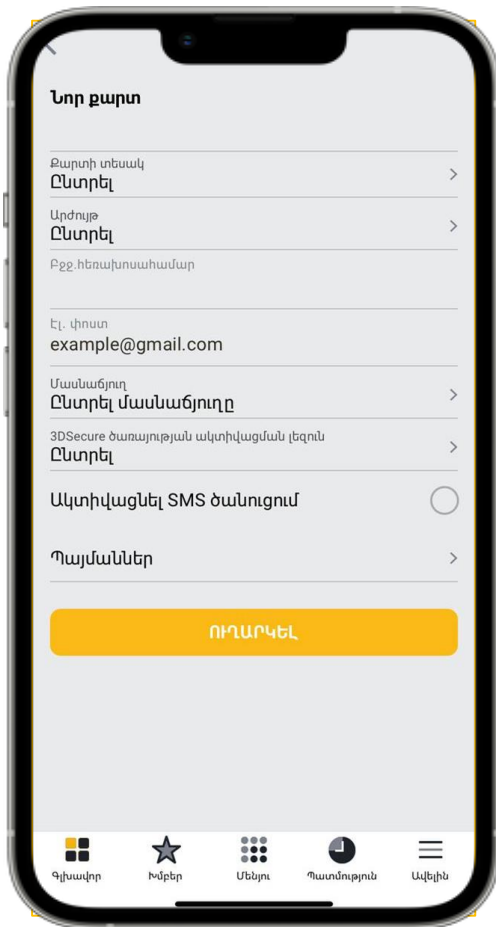 Նոր քարտ
Քարտի տեսակ
Ընտրել
Արժույթ
Ընտրել
Բջջ.հեռախոսահամար
Էլ. փոստ
example@gmail.com
Մասնաճյուղ
Ընտրել մասնաճյուղը
3DSecure ծառայության ակտիվացման լեզուն
Ընտրել
Ակտիվացնել SMS ծանուցում
Պայմաններ
ՈՒՂԱՐԿԵԼ
Գլխավոր Խմբեր Մենյու Պատմություն Ավելին